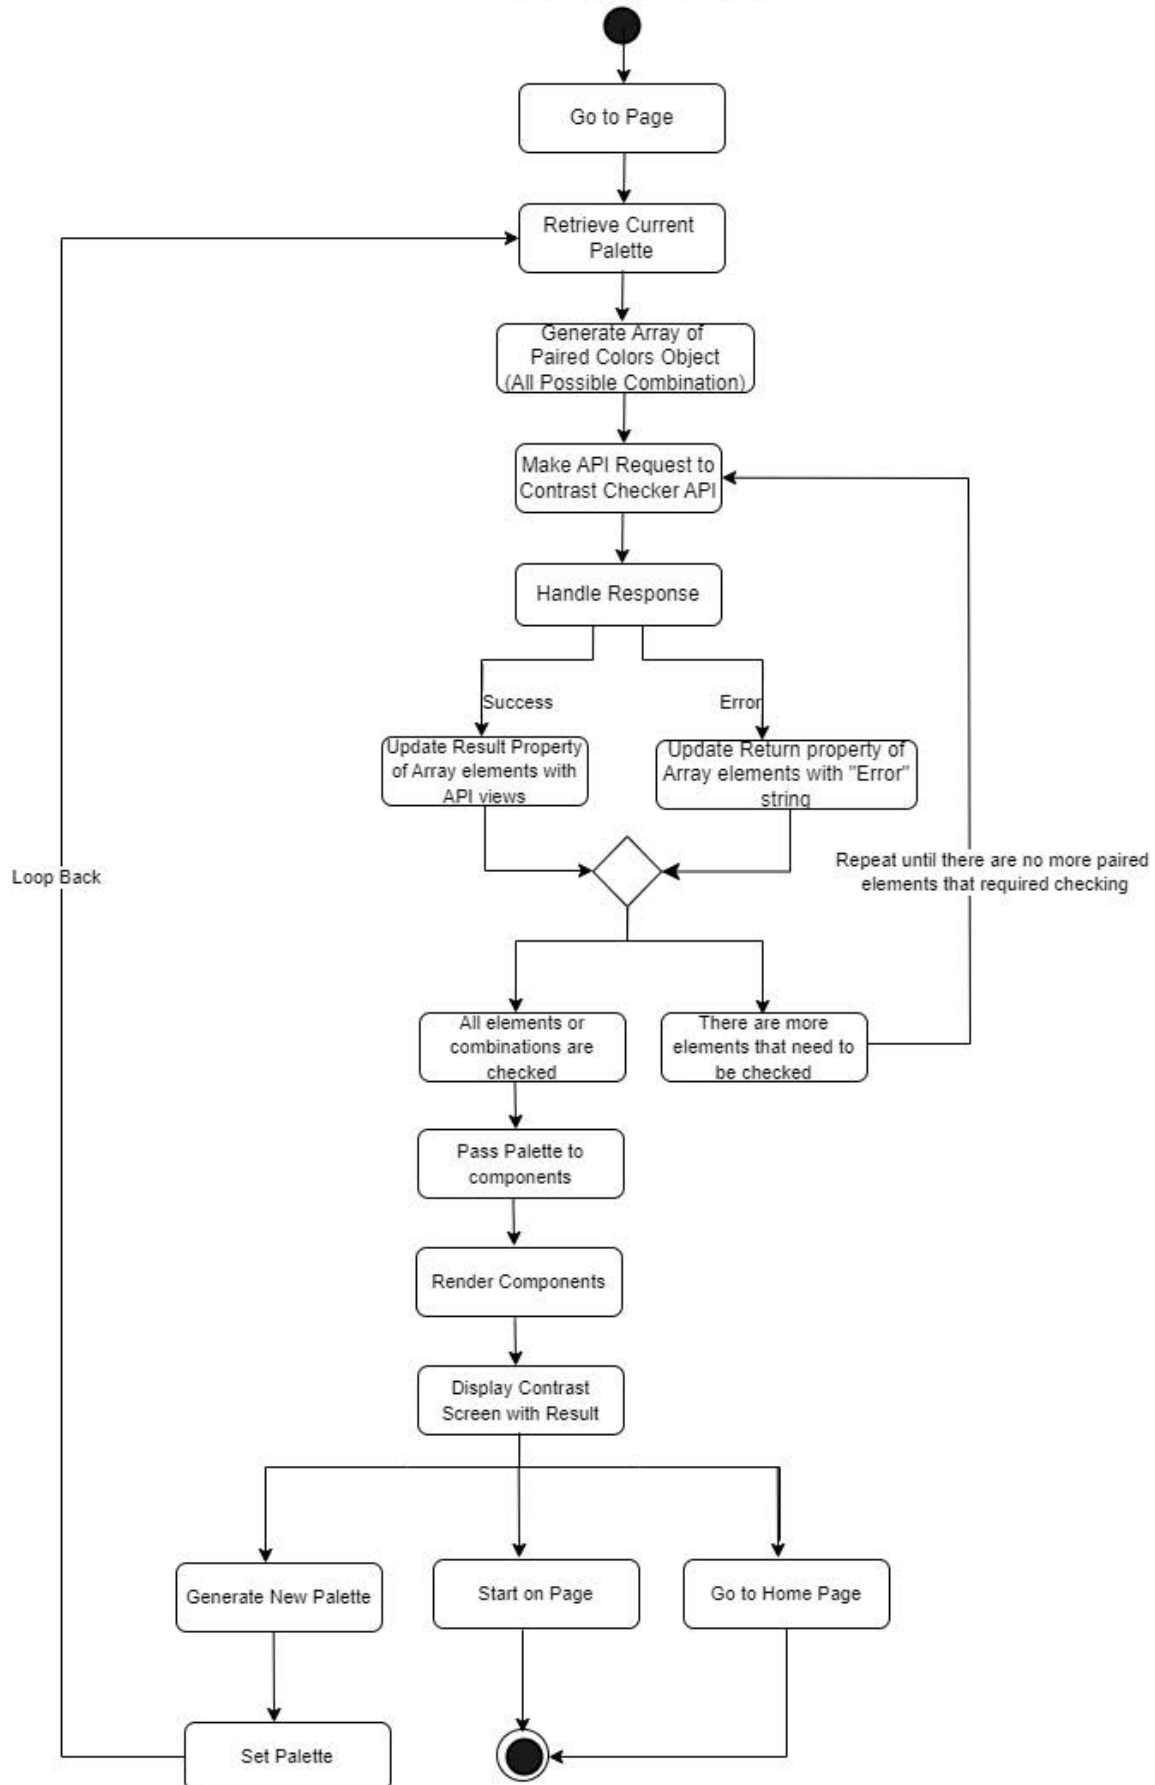 Go to Page
Retrieve Current
Palette
Generate Array of
Paired Colors Object
(All Possible Combination)
Make API Request to
Contrast Checker API
Handle Response
Success
Error
Update Result Property
of Array elements with
API views
Update Return property of
Array elements with "Error"
string
Loop Back
Repeat until there are no more paired
elements that required checking
All elements or
combinations are
checked
There are more
elements that need to
be checked
Pass Palette to
components
Render Components
Display Contrast
Screen with Result
Generate New Palette
Start on Page
Go to Home Page
Set Palette